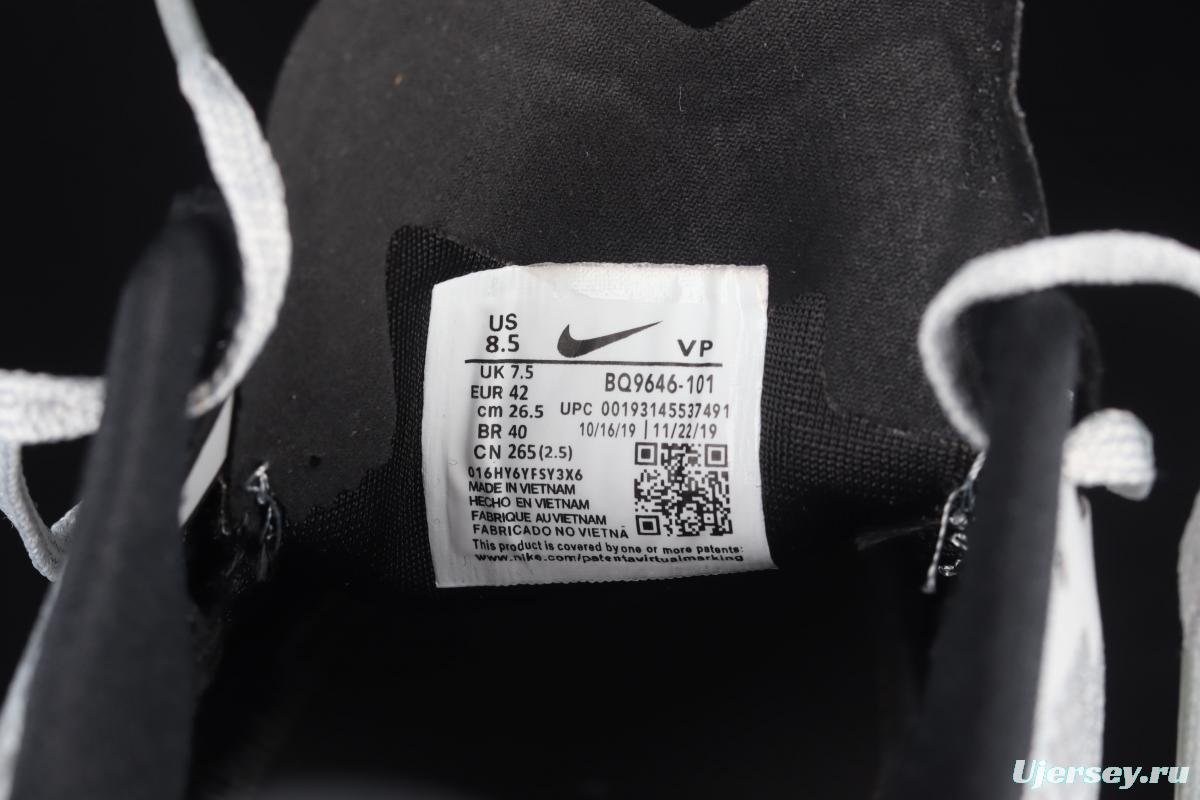 US
8.5
VP
UK 7.5
BQ9646-101
EUR 42
cm 26.5
UPC 00193145537491
BR 40
10/16/19 | 11/22/19
CN 265(2.5)
016HY6YFSY3X6
MADE IN VIETNAM
HECHO EN VIETNAM
FABRIQUE AU VIETNAM
FABRICADO NO VIETNÃ
This product is covered by one or more patents:
www.nike.com/patentavirtualmarking
Ujersey.ru